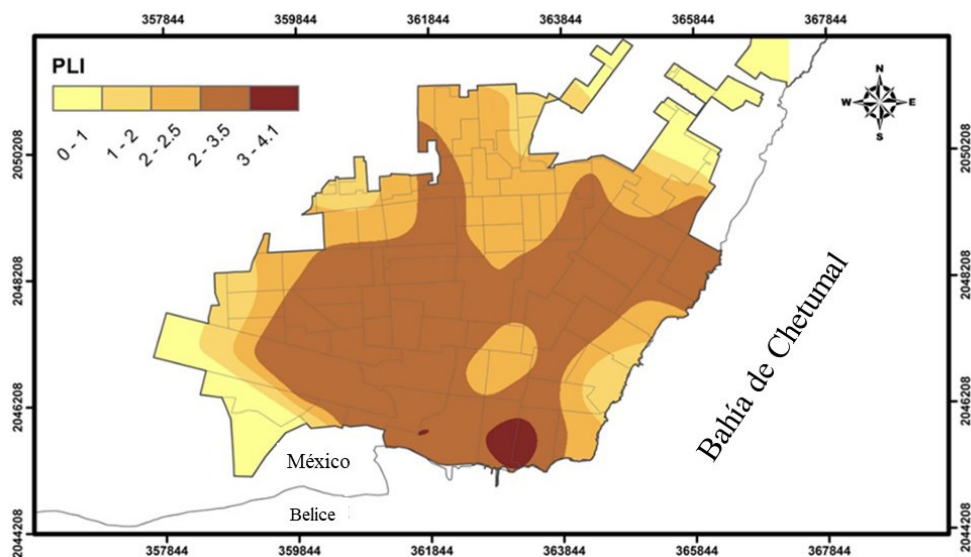 357844 359844 361844 363844 365844 367844
PLI
0 - 1 1 - 2 2 - 2.5 2 - 3.5 3 - 4.1
N
W E
S
2050208 2050208
2048208 2048208
2046208 2046208
2044208 2044208
Bahía de Chetumal
México
Belice
357844 359844 361844 363844 365844 367844